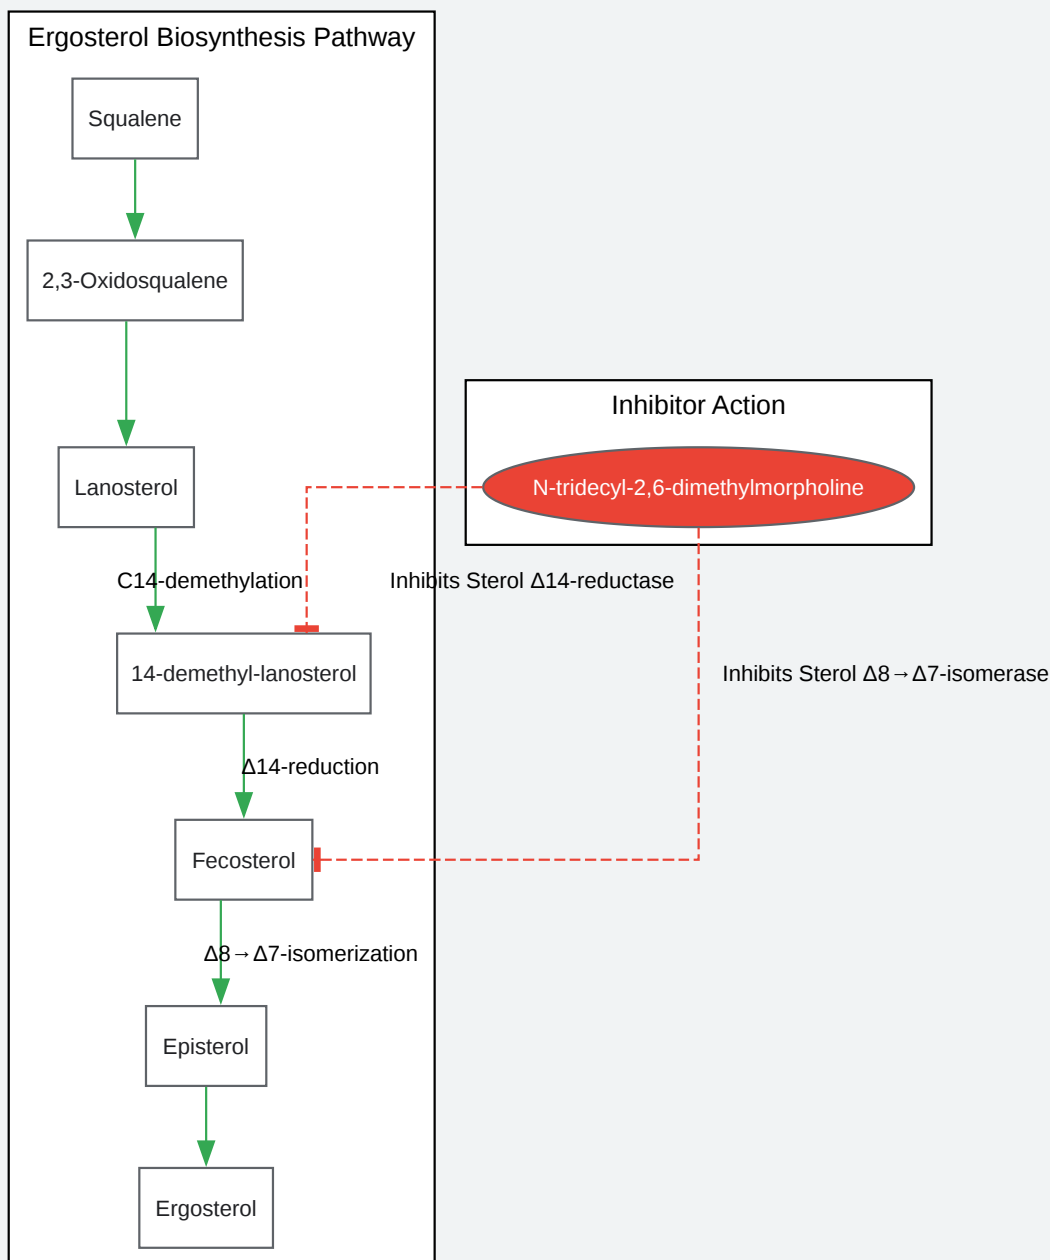 Ergosterol Biosynthesis Pathway
Squalene
2,3-Oxidosqualene
Lanosterol
C14-demethylation
14-demethyl-lanosterol
Δ14-reduction
Fecosterol
Δ8→Δ7-isomerization
Episterol
Ergosterol
Inhibitor Action
N-tridecyl-2,6-dimethylmorpholine
Inhibits Sterol Δ14-reductase
Inhibits Sterol Δ8→Δ7-isomerase